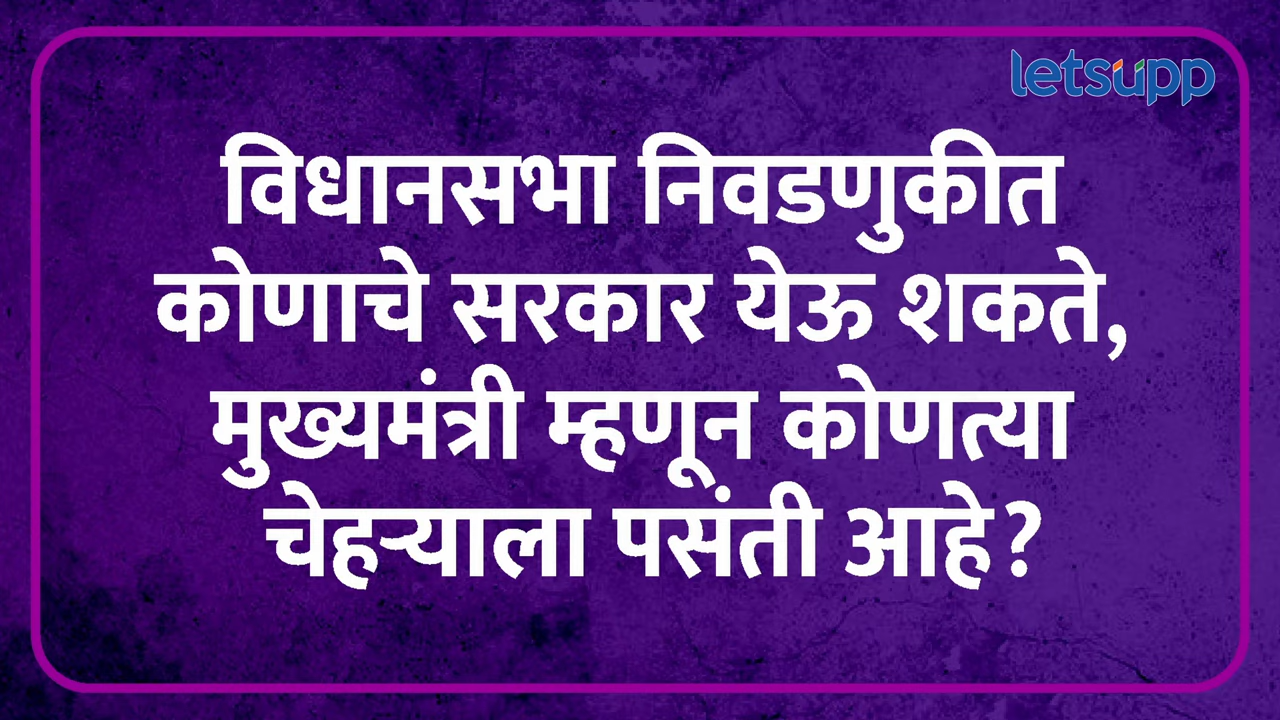 letsupp
विधानसभा निवडणुकीत
कोणाचे सरकार येऊ शकते,
मुख्यमंत्री म्हणून कोणत्या
चेहऱ्याला पसंती आहे?